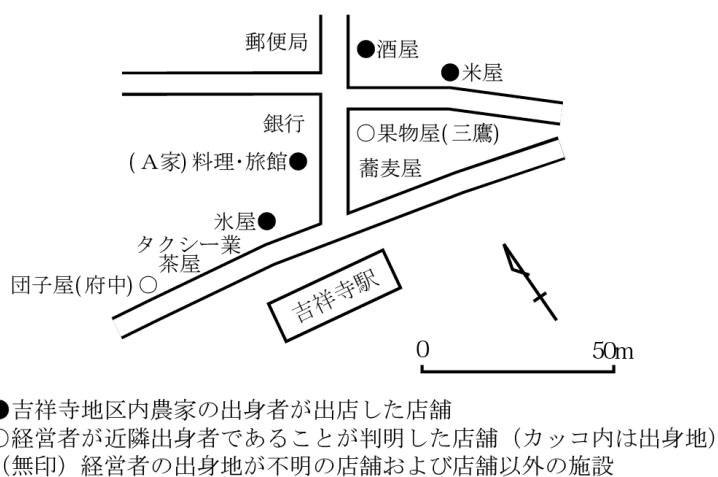 郵便局
●酒屋
●米屋
銀行
○果物屋(三鷹)
(A家)料理・旅館●
蕎麦屋
氷屋●
タクシー業
茶屋
団子屋(府中)○
吉祥寺駅
0 50m
●吉祥寺地区内農家の出身者が出店した店舗
○経営者が近隣出身者であることが判明した店舗（カッコ内は出身地）
（無印）経営者の出身地が不明の店舗および店舗以外の施設